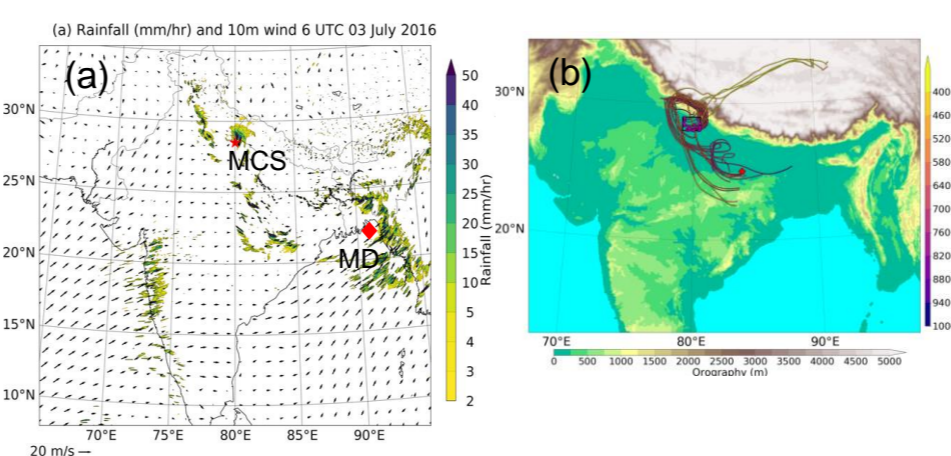 (a) Rainfall (mm/hr) and 10m wind 6 UTC 03 July 2016
(a)
MCS
MD
30°N
25°N
20°N
15°N
10°N
70°E
75°E
80°E
85°E
90°E
20 m/s
50
40
35
30
25
20
15
10
5
4
3
2
Rainfall (mm/hr)
(b)
30°N
20°N
70°E
80°E
90°E
0 500 1000 1500 2000 2500 3000 3500 4000 4500 5000
Orography (m)
400
460
520
580
640
700
760
820
880
940
100